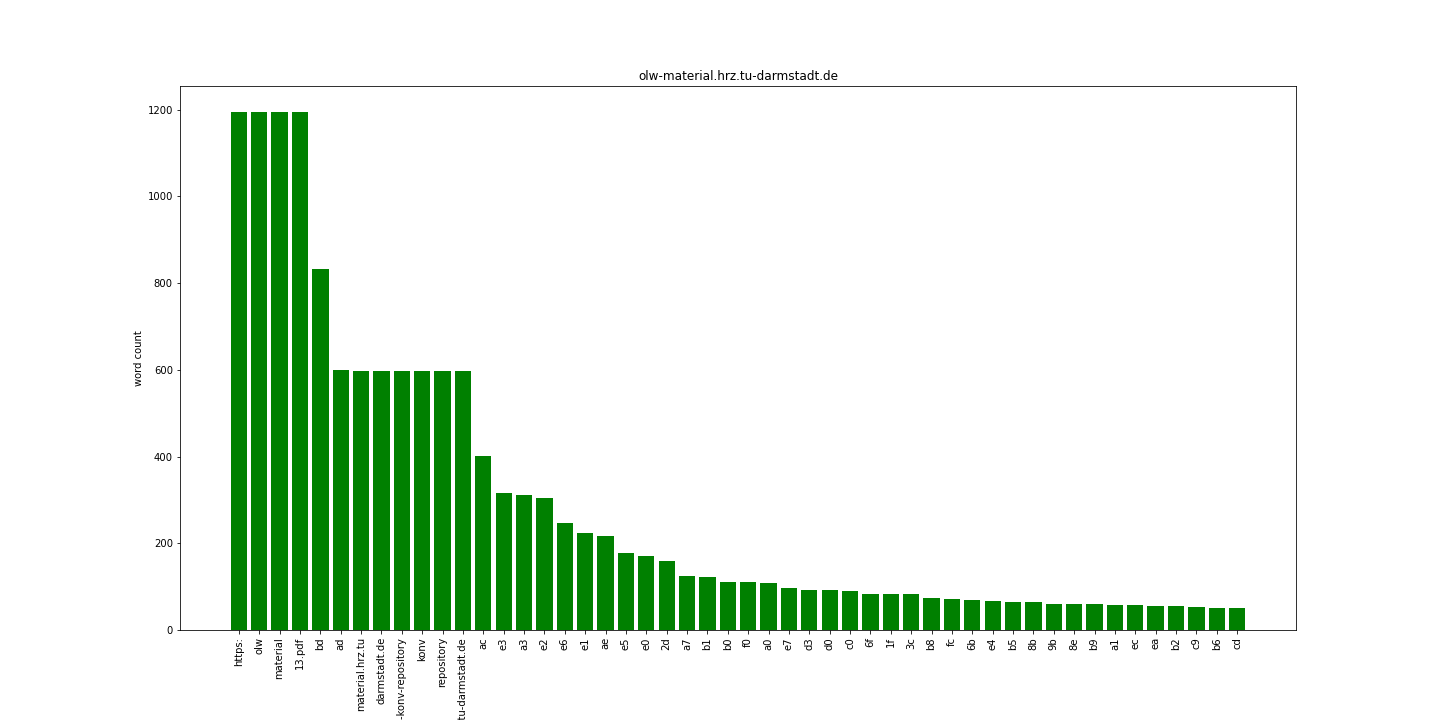 olw-material.hrz.tu-darmstadt.de
word count
1200
1000
800
600
400
200
0
https:
olw
material
13.pdf
bd
ad
material.hrz.tu
darmstadt.de
-konv-repository
konv
repository
tu-darmstadt.de
ac
e3
a3
e2
e6
e1
ae
e5
e0
2d
a7
b1
b0
f0
a0
e7
d3
d0
c0
6f
1f
3c
b8
fc
6b
e4
b5
8b
9b
8e
b9
a1
ec
ea
b2
c9
b6
cd